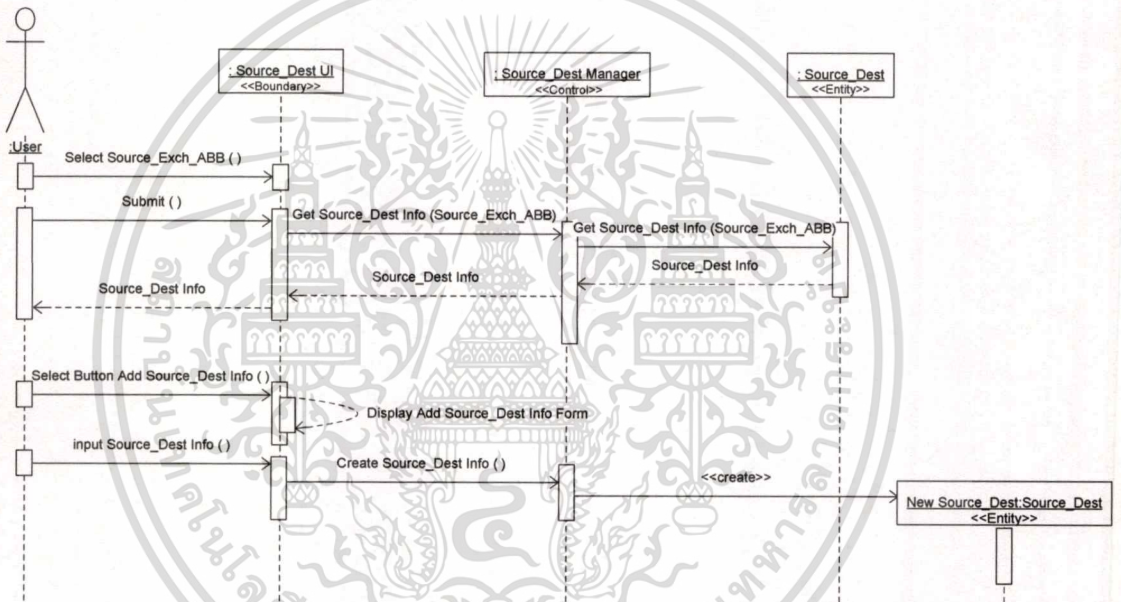 : Source_Dest UI
<<Boundary>>
: Source_Dest Manager
<<Control>>
: Source_Dest
<<Entity>>
:User
Select Source_Exch_ABB ( )
Submit ( )
Get Source_Dest Info (Source_Exch_ABB)
Get Source_Dest Info (Source_Exch_ABB)
Source_Dest Info
Source_Dest Info
Source_Dest Info
Select Button Add Source_Dest Info ( )
Display Add Source_Dest Info Form
input Source_Dest Info ( )
Create Source_Dest Info ( )
<<create>>
New Source_Dest:Source_Dest
<<Entity>>